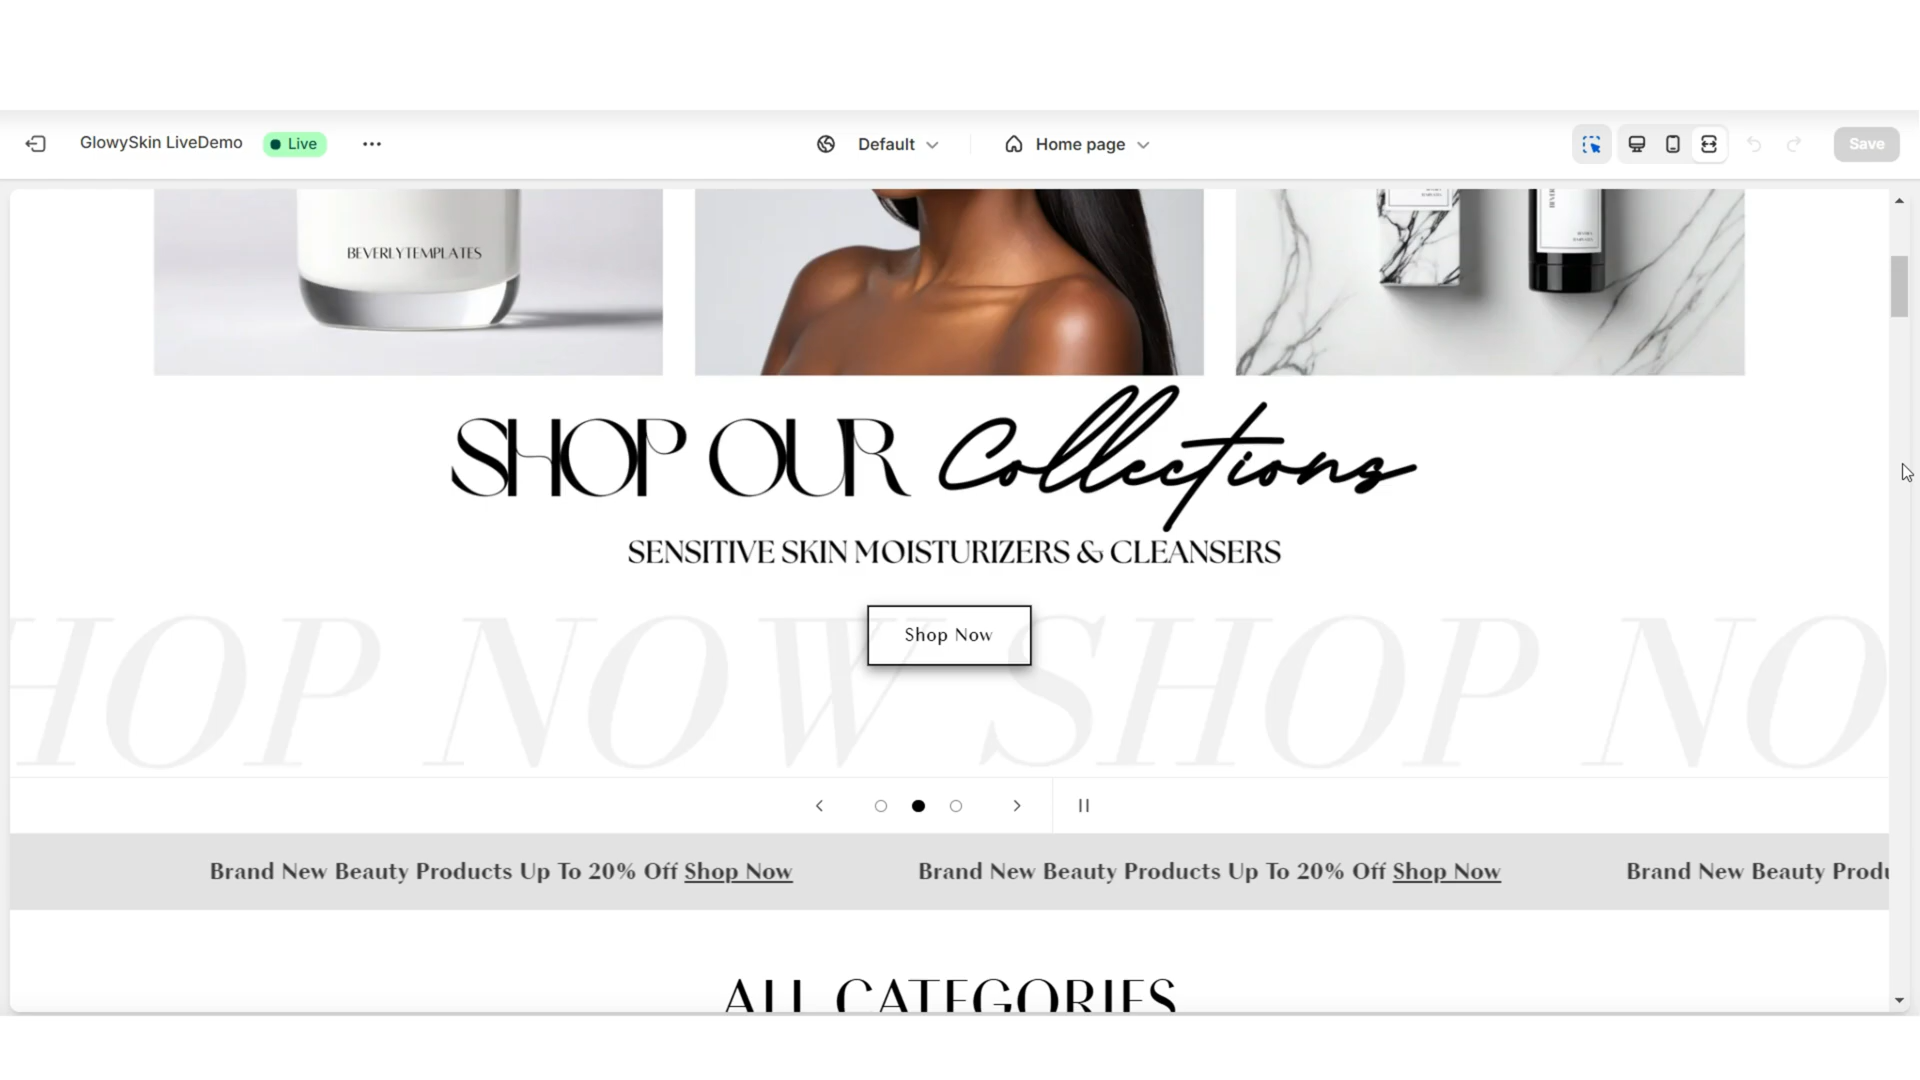 GlowySkin LiveDemo Live Default Home page Save
BEVERLYTEMPLATES
SHOP OUR Collections
SENSITIVE SKIN MOISTURIZERS & CLEANSERS
HOP NOW SHOP NO
Shop Now
Brand New Beauty Products Up To 20% Off Shop Now Brand New Beauty Products Up To 20% Off Shop Now Brand New Beauty Produ
ALL CATEGORIES